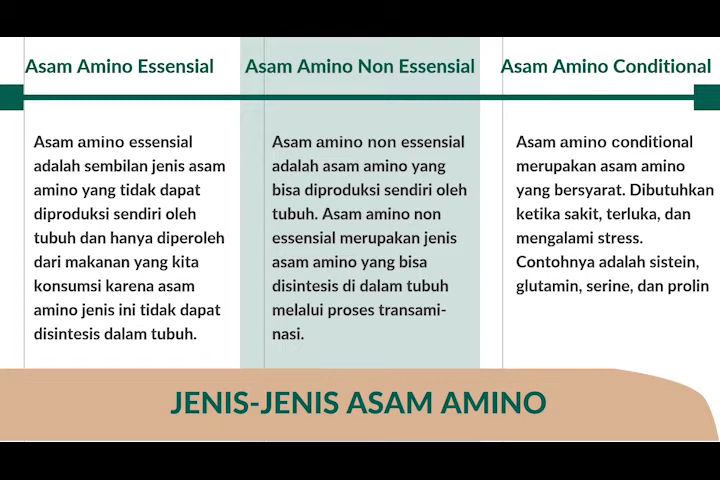 Asam Amino Essensial
Asam amino essensial
adalah sembilan jenis asam
amino yang tidak dapat
diproduksi sendiri oleh
tubuh dan hanya diperoleh
dari makanan yang kita
konsumsi karena asam
amino jenis ini tidak dapat
disintesis dalam tubuh.
Asam Amino Non Essensial
Asam amino non essensial
adalah asam amino yang
bisa diproduksi sendiri oleh
tubuh. Asam amino non
essensial merupakan jenis
asam amino yang bisa
disintesis di dalam tubuh
melalui proses transami-
nasi.
Asam Amino Conditional
Asam amino conditional
merupakan asam amino
yang bersyarat. Dibutuhkan
ketika sakit, terluka, dan
mengalami stress.
Contohnya adalah sistein,
glutamin, serine, dan prolin
JENIS-JENIS ASAM AMINO